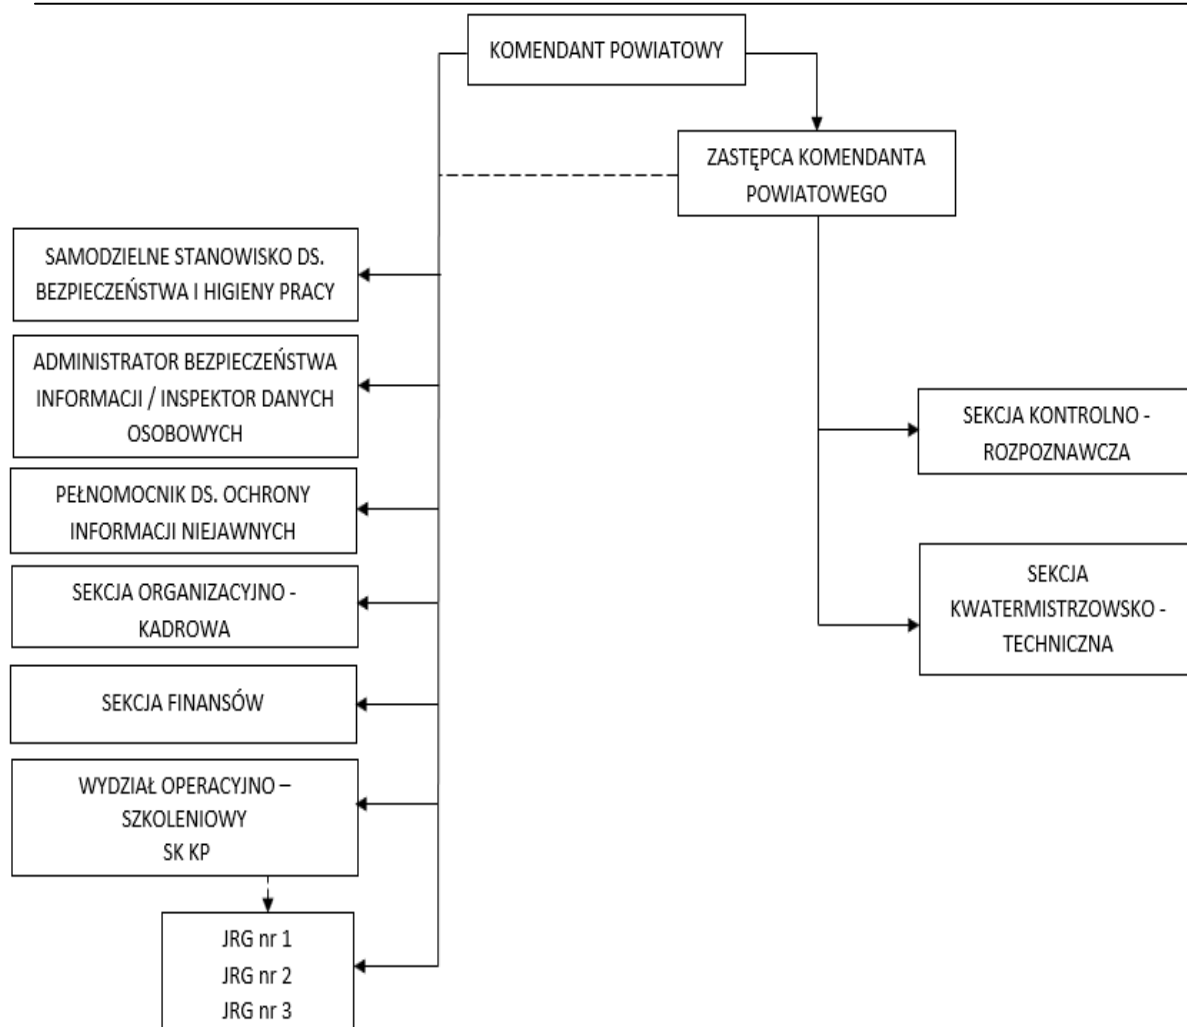 KOMENDANT POWIATOWY
ZASTĘPCA KOMENDANTA
POWIATOWEGO
SAMODZIELNE STANOWISKO DS.
BEZPIECZEŃSTWA I HIGIENY PRACY
ADMINISTRATOR BEZPIECZEŃSTWA
INFORMACJI / INSPEKTOR DANYCH
OSOBOWYCH
PEŁNOMOCNIK DS. OCHRONY
INFORMACJI NIEJAWNYCH
SEKCJA ORGANIZACYJNO -
KADROWA
SEKCJA FINANSÓW
WYDZIAŁ OPERACYJNO –
SZKOLENIOWY
SK KP
JRG nr 1
JRG nr 2
JRG nr 3
SEKCJA KONTROLNO -
ROZPOZNAWCZA
SEKCJA
KWATERMISTRZOWSKO -
TECHNICZNA